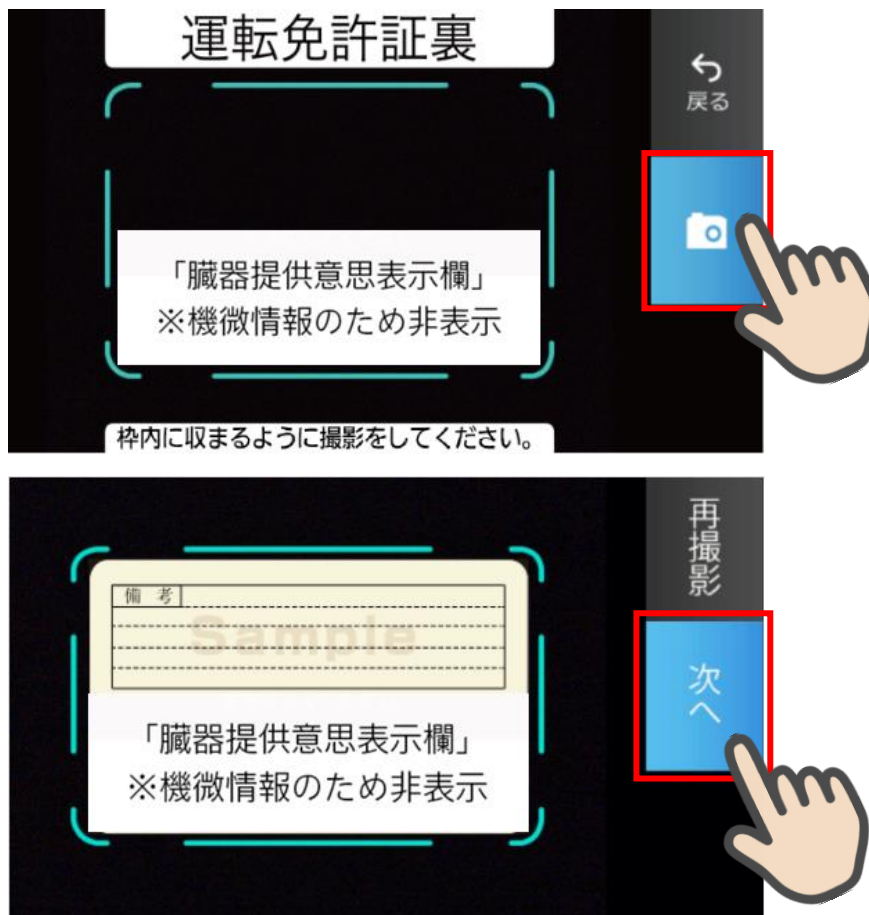 運転免許証裏
戻る
「臓器提供意思表示欄」
※機微情報のため非表示
枠内に収まるように撮影をしてください。
再撮影
備考
Sample
次へ
「臓器提供意思表示欄」
※機微情報のため非表示